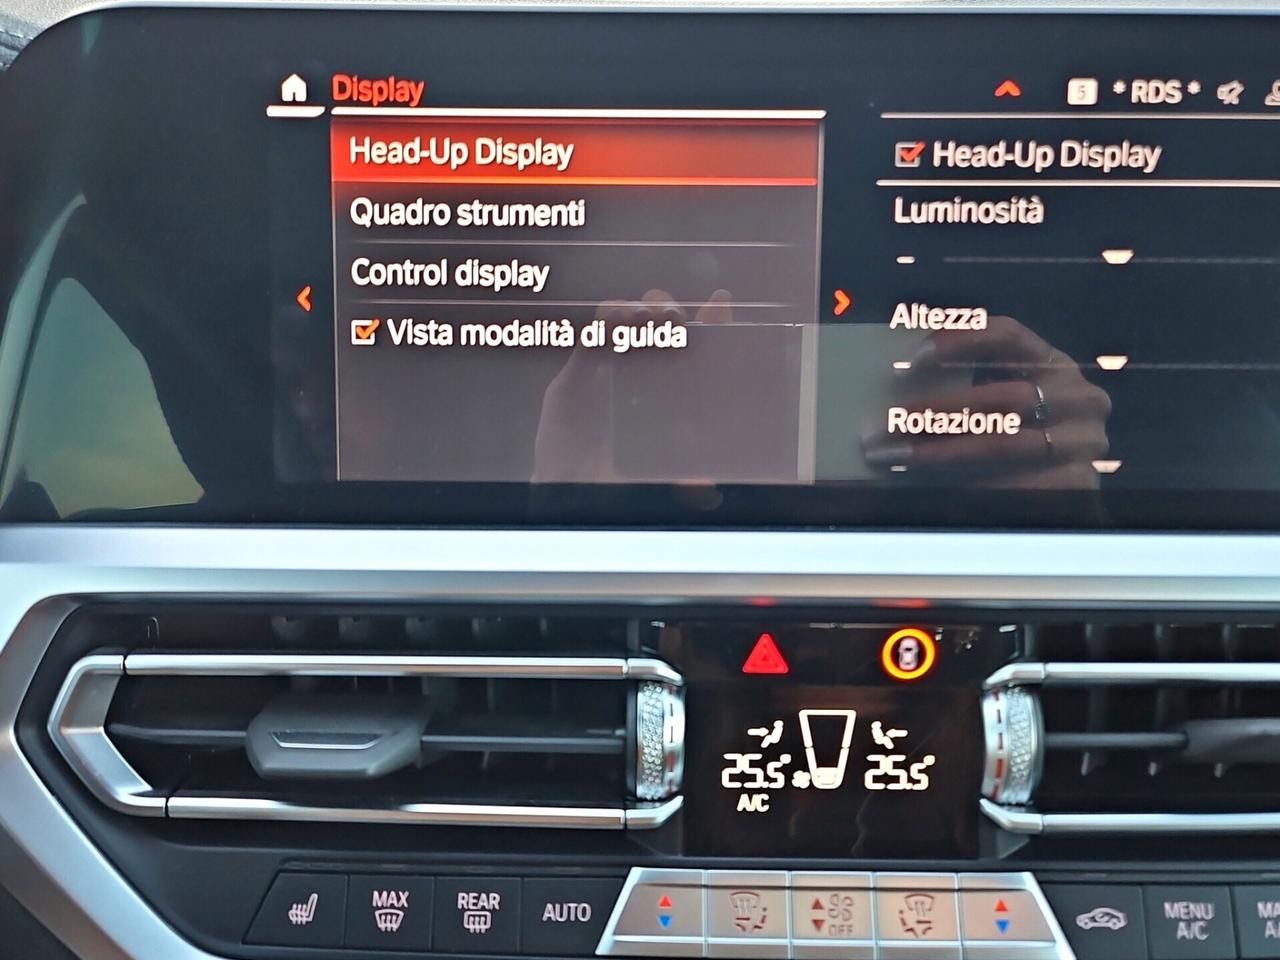 Display
5 * RDS *
Head-Up Display
Quadro strumenti
Control display
Vista modalità di guida
Head-Up Display
Luminosità
Altezza
Rotazione
25.5° 25.5°
A/C
MAX
REAR
AUTO
OFF
MENU
A/C